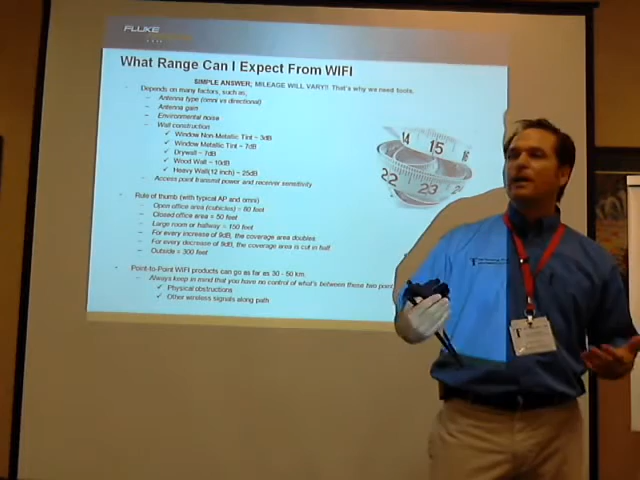 FLUKE
What Range Can I Expect From WIFI
SIMPLE ANSWER; MILEAGE WILL VARY!! That's why we need tools.
Depends on many factors, such as,
Antenna type (omni vs directional)
Antenna gain
Environmental noise
Wall construction
Window Non-Metallic Tint ~ 3dB
Window Metallic Tint ~ 7dB
Drywall ~ 7dB
Wood Wall ~ 10dB
Heavy Wall(12 inch) ~ 25dB
Access point transmit power and receiver sensitivity
Rule of thumb (with typical AP and omni)
Open office area (cubicles) = 80 feet
Closed office area = 50 feet
Large room or hallway = 150 feet
For every increase of 9dB, the coverage area doubles
For every decrease of 9dB, the coverage area is cut in half
Outside = 300 feet
Point-to-Point WIFI products can go as far as 30 - 50 km.
Always keep in mind that you have no control of what's between these two point
Physical obstructions
Other wireless signals along path
14 15 16
22 23 24